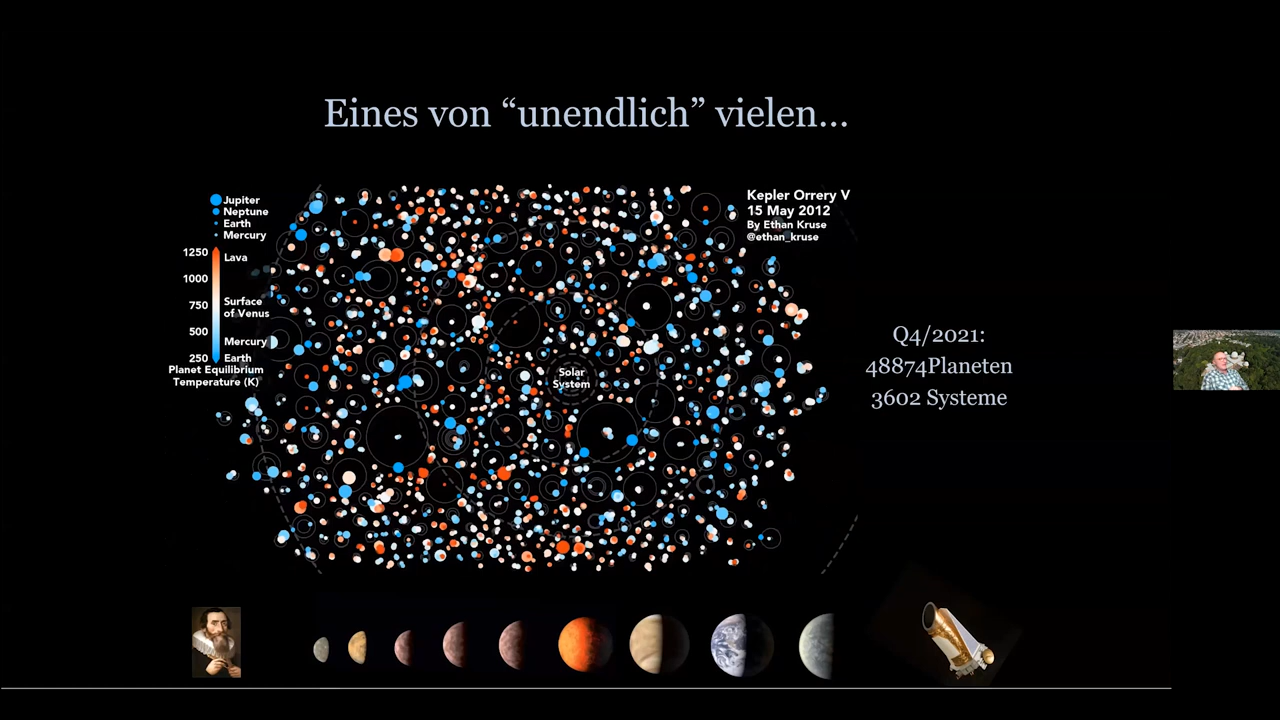 Eines von “unendlich” vielen...
Jupiter
Neptune
Earth
Mercury
1250
Lava
1000
750
Surface
of Venus
500
Mercury
250
Earth
Planet Equilibrium
Temperature (K)
Kepler Orrery V
15 May 2012
By Ethan Kruse
@ethan_kruse
Solar
System
Q4/2021:
48874Planeten
3602 Systeme